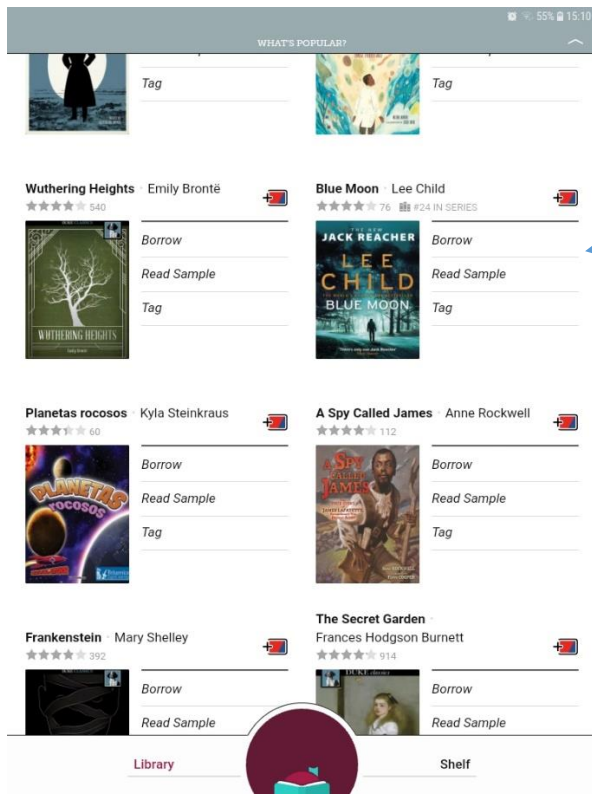 55% 15:10
WHAT'S POPULAR?
Tag
Tag
Wuthering Heights · Emily Brontë
540
Borrow
Read Sample
Tag
WUTHERING HEIGHTS
Blue Moon · Lee Child
76 #24 IN SERIES
Borrow
Read Sample
Tag
JACK REACHER
LEE
CHILD
BLUE MOON
Planetas rocosos · Kyla Steinkraus
60
Borrow
Read Sample
Tag
PLANETAS
ROCOSOS
A Spy Called James · Anne Rockwell
112
Borrow
Read Sample
Tag
A SPY
CALLED
JAMES
Frankenstein · Mary Shelley
392
Borrow
Read Sample
The Secret Garden ·
Frances Hodgson Burnett
914
Borrow
Read Sample
DUKE CLASSICS
Library
Shelf